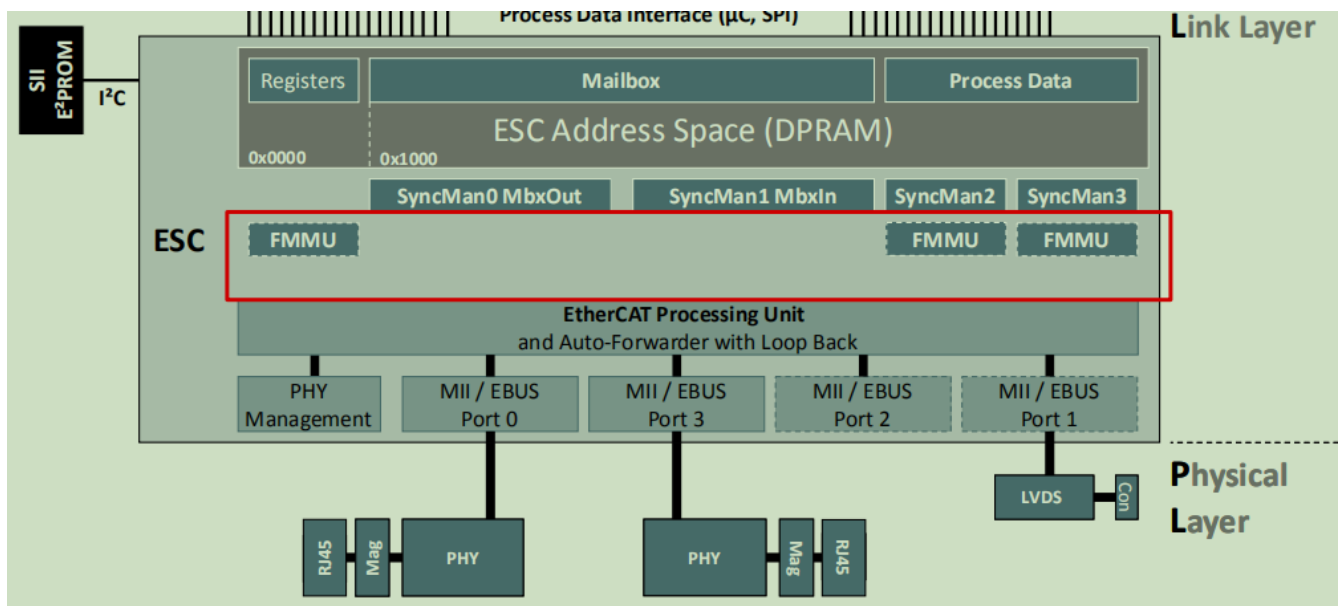 Process Data Interface (µC, SPI)
Link Layer
SII
E²PROM
I²C
Registers
Mailbox
Process Data
ESC Address Space (DPRAM)
0x0000
0x1000
SyncMan0 MbxOut
SyncMan1 MbxIn
SyncMan2
SyncMan3
ESC
FMMU
FMMU
FMMU
EtherCAT Processing Unit
and Auto-Forwarder with Loop Back
PHY
Management
MII / EBUS
Port 0
MII / EBUS
Port 3
MII / EBUS
Port 2
MII / EBUS
Port 1
Physical
Layer
LVDS
Con
RJ45
Mag
PHY
PHY
Mag
RJ45